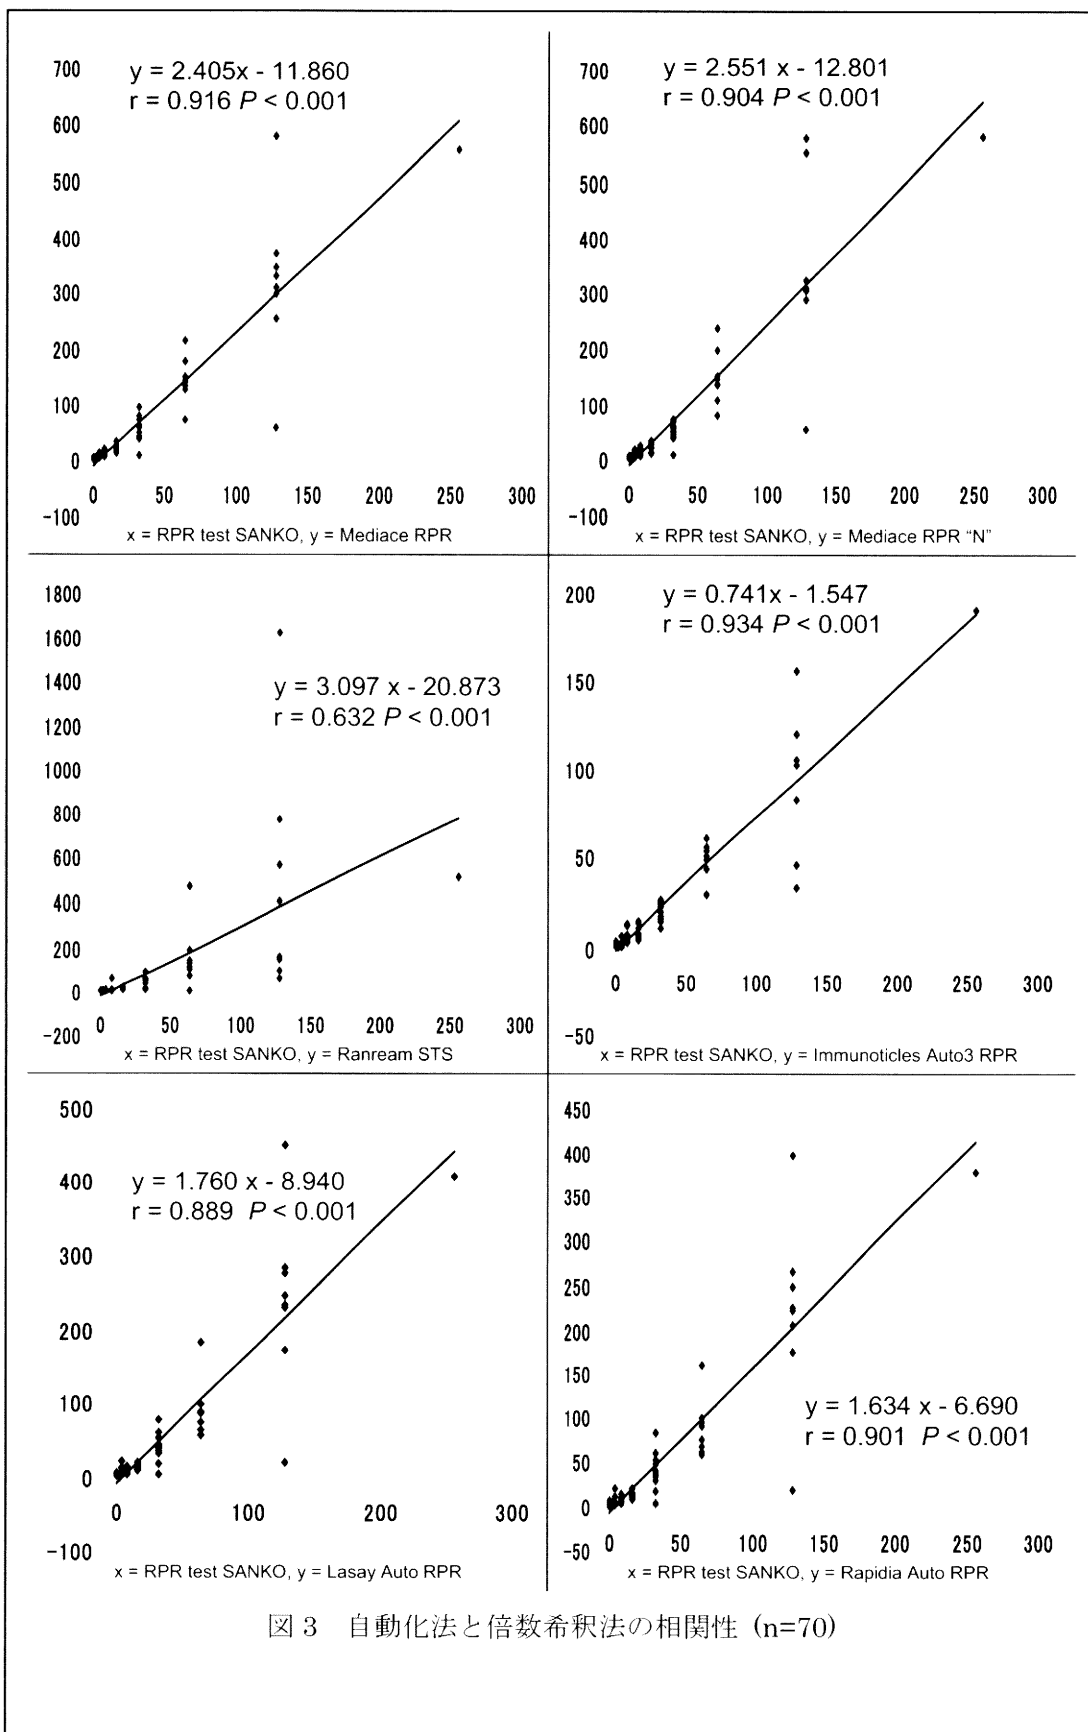 y = 2.405x - 11.860
r = 0.916 P < 0.001
700
600
500
400
300
200
100
0
-100
0 50 100 150 200 250 300
x = RPR test SANKO, y = Mediace RPR
y = 2.551 x - 12.801
r = 0.904 P < 0.001
700
600
500
400
300
200
100
0
-100
0 50 100 150 200 250 300
x = RPR test SANKO, y = Mediace RPR “N”
1800
1600
1400
1200
1000
800
600
400
200
0
-200
y = 3.097 x - 20.873
r = 0.632 P < 0.001
0 50 100 150 200 250 300
x = RPR test SANKO, y = Ranream STS
y = 0.741x - 1.547
r = 0.934 P < 0.001
200
150
100
50
0
-50
0 50 100 150 200 250 300
x = RPR test SANKO, y = Immunoticles Auto3 RPR
500
400
300
200
100
0
-100
y = 1.760 x - 8.940
r = 0.889 P < 0.001
0 100 200 300
x = RPR test SANKO, y = Lasay Auto RPR
450
400
350
300
250
200
150
100
50
0
-50
y = 1.634 x - 6.690
r = 0.901 P < 0.001
0 50 100 150 200 250 300
x = RPR test SANKO, y = Rapidia Auto RPR
図 3 自動化法と倍数希釈法の相関性 (n=70)